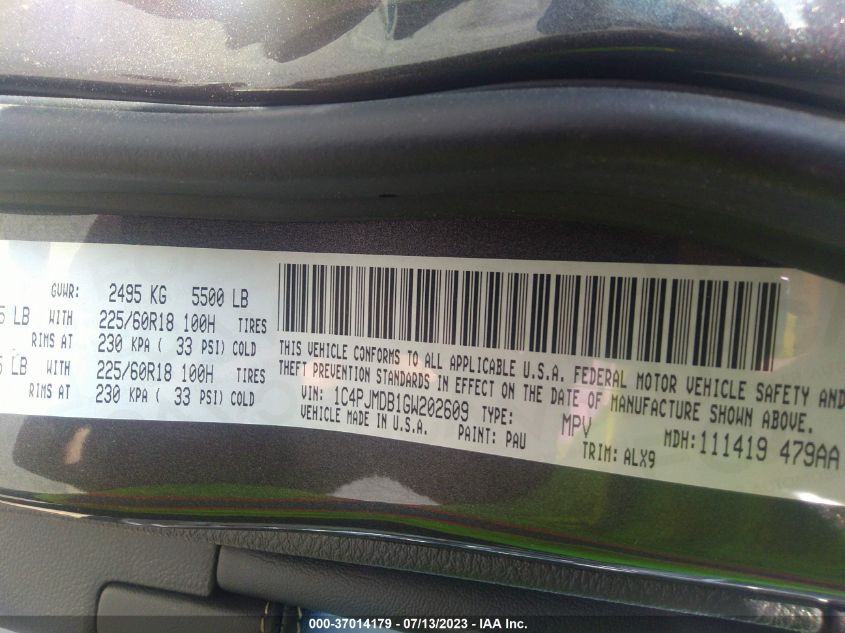 GVWR: 2495 KG 5500 LB
5 LB WITH 225/60R18 100H TIRES
RIMS AT 230 KPA ( 33 PSI) COLD
5 LB WITH 225/60R18 100H TIRES
RIMS AT 230 KPA ( 33 PSI) COLD
THIS VEHICLE CONFORMS TO ALL APPLICABLE U.S.A. FEDERAL MOTOR VEHICLE SAFETY AND
THEFT PREVENTION STANDARDS IN EFFECT ON THE DATE OF MANUFACTURE SHOWN ABOVE.
VIN: 1C4PJMDB1GW202609 TYPE: MPV MDH: 111419 479AA
VEHICLE MADE IN U.S.A. PAINT: PAU TRIM: ALX9
000-37014179 - 07/13/2023 - IAA Inc.